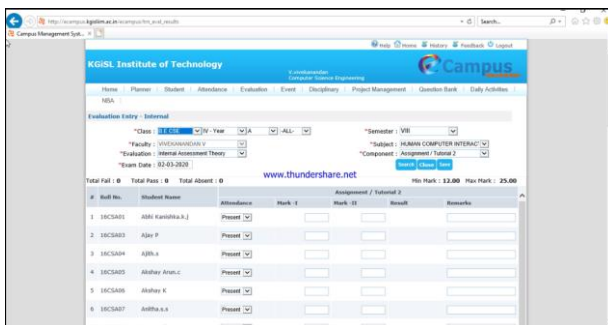 http://ecampus.kgislim.ac.in/ecampus/frm_eval_results
Search...
Campus Management Syst...
Help Home History Feedback Logout
KGiSL Institute of Technology
V.vivekanandan
Computer Science Engineering
eCampus
Home Planner Student Attendance Evaluation Event Disciplinary Project Management Question Bank Daily Activities
NBA
Evaluation Entry - Internal
*Class : B.E CSE IV - Year A -ALL- *Semester : VIII
*Faculty : VIVEKANANDAN V *Subject : HUMAN COMPUTER INTERACT
*Evaluation : Internal Assessment Theory *Component : Assignment / Tutorial 2
*Exam Date : 02-03-2020 Search Close Save
www.thundershare.net
Total Fail : 0 Total Pass : 0 Total Absent : 0 Min Mark : 12.00 Max Mark : 25.00
# Roll No. Student Name Assignment / Tutorial 2
Attendance Mark -I Mark -II Result Remarks
1 16CSA01 Abhi Kanishka.k.j Present
2 16CSA03 Ajay P Present
3 16CSA04 Ajith.s Present
4 16CSA05 Akshay Arun.c Present
5 16CSA06 Akshay K Present
6 16CSA07 Anitha.s.s Present